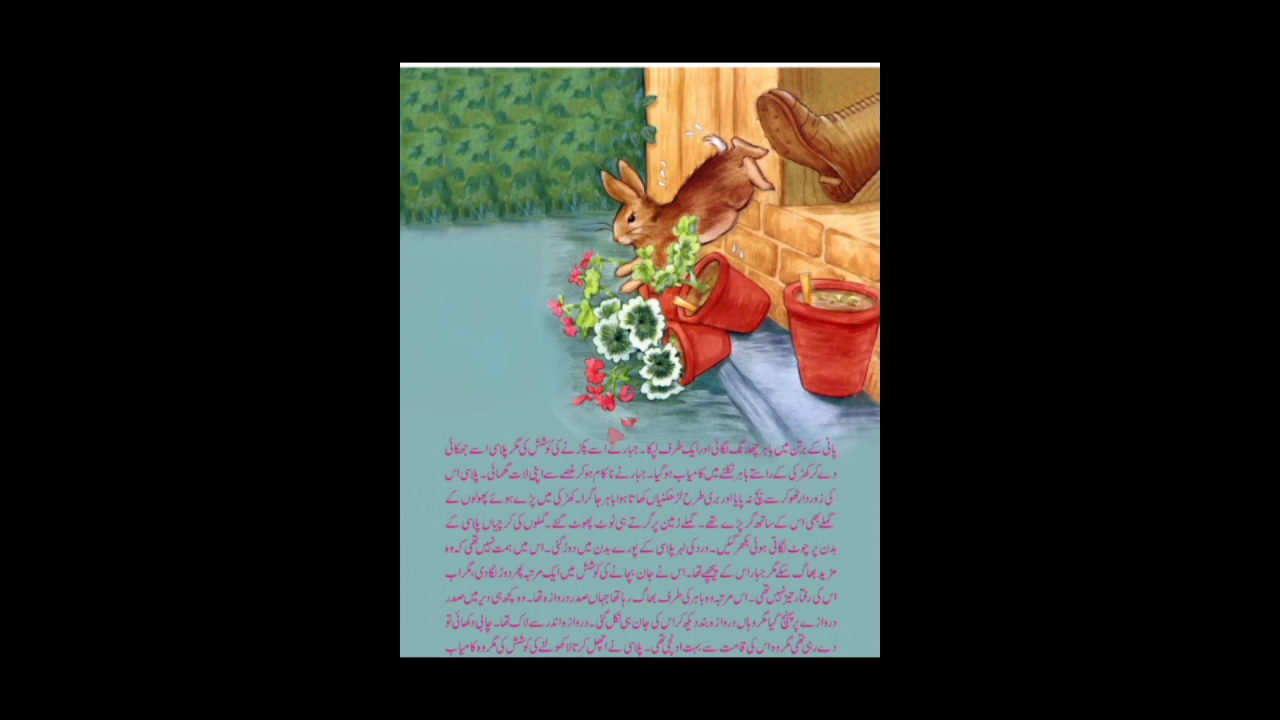 پانی کے برتن میں باہر چھلانگ لگائی اور ایک طرف لپکا۔ جبار نے اسے پکڑنے کی کوشش کی مگر پلاسی اسے جھکائی
دے کر کھڑکی کے راستے باہر نکلنے میں کامیاب ہوگیا۔ جبار نے ناکام ہوکر غصے سے اپنی لات گھمائی۔ پلاسی اس
کی زوردار ٹھوکر سے بچ نہ پایا اور بری طرح لڑھکنیاں کھاتا ہوا باہر جا گرا۔ کھڑکی میں پڑے ہوئے پھولوں کے
گملے بھی اس کے ساتھ گر پڑے تھے۔ گملے زمین پر گرتے ہی ٹوٹ پھوٹ گئے۔ گملوں کی کرچیاں پلاسی کے
بدن پر چوٹ لگاتی ہوئی بکھر گئیں۔ درد کی لہر پلاسی کے پورے بدن میں دوڑ گئی۔ اس میں ہمت نہیں تھی کہ وہ
مزید بھاگ سکے مگر جبار اس کے پیچھے تھا۔ اس نے جان بچانے کی کوشش میں ایک مرتبہ پھر دوڑ لگا دی، مگر اب
اس کی رفتار تیز نہیں تھی۔ اس مرتبہ وہ باہر کی طرف بھاگ رہا تھا جہاں صدر دروازہ تھا۔ وہ کچھ ہی دیر میں صدر
دروازے پر پہنچ گیا مگر وہاں دروازہ بند دیکھ کر اس کی جان ہی نکل گئی۔ دروازہ اندر سے لاک تھا۔ چابی دکھائی تو
دے رہی تھی مگر وہ اس کی قامت سے بہت اونچی تھی۔ پلاسی نے اچھل کر تالا کھولنے کی کوشش کی مگر وہ کامیاب